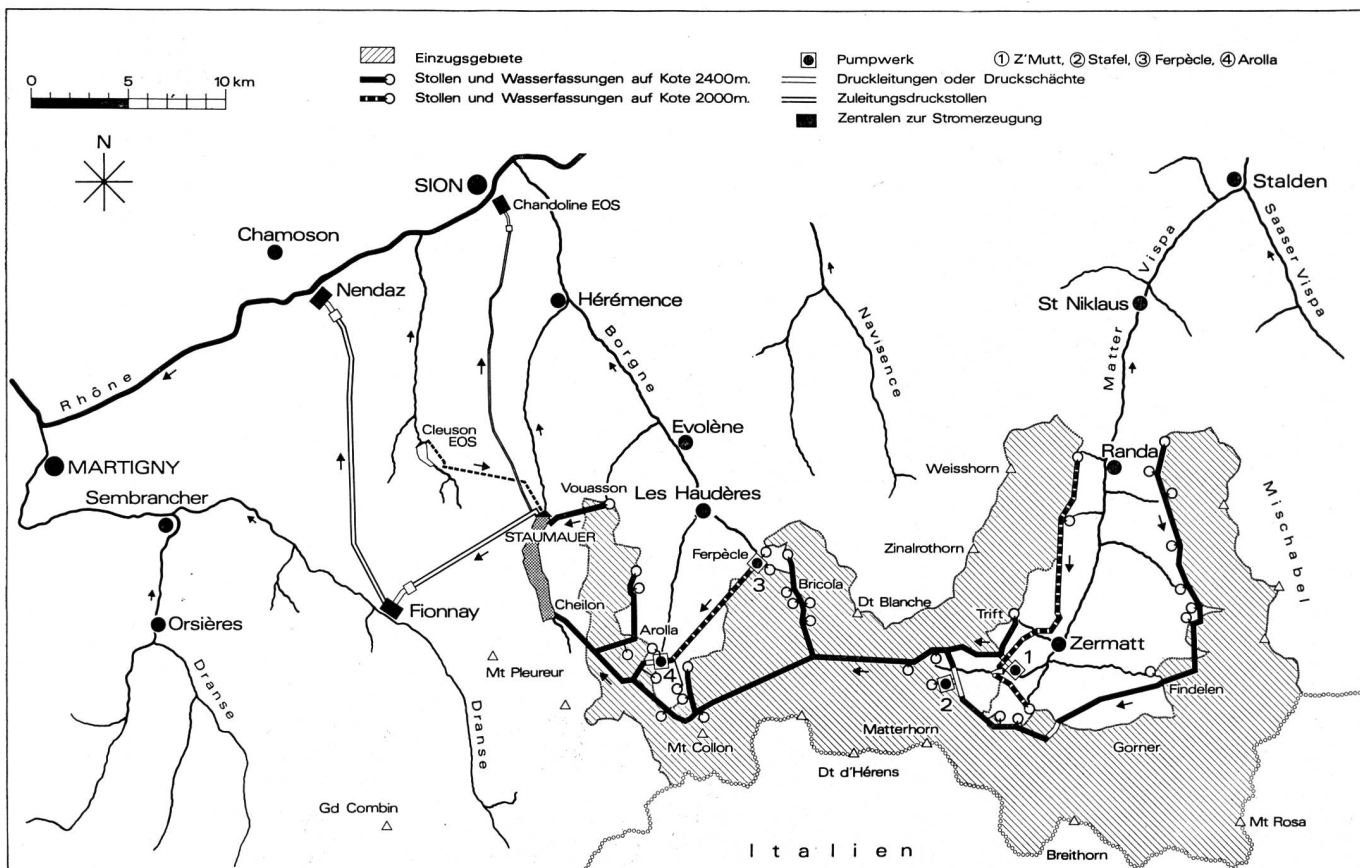 Einzugsgebiete
Stollen und Wasserfassungen auf Kote 2400m.
Stollen und Wasserfassungen auf Kote 2000m.
Pumpwerk ① Z'Mutt, ② Stafel, ③ Ferpècle, ④ Arolla
Druckleitungen oder Druckschächte
Zuleitungsdruckstollen
Zentralen zur Stromerzeugung
0 5 10 km
N
SION
Chandoline EOS
Stalden
Chamoson
Nendaz
Hérémence
St Niklaus
Vispa
Saaser Vispa
Matter
Rhône
Borgne
Navisence
Cleuson
EOS
Evolène
MARTIGNY
Sembrancher
Vouasson
Les Haudères
Weisshorn
Randa
Mischabel
STAUMAUER
Ferpècle
3
Zinalrothorn
Bricola
Dt Blanche
Fionnay
Cheilon
Trift
Orsières
Arolla
4
Zermatt
1
2
Mt Pleureur
Findelen
Dranse
Dranse
Mt Collon
Matterhorn
Gorner
Dt d'Hérens
Gd Combin
Mt Rosa
Breithorn
Italien